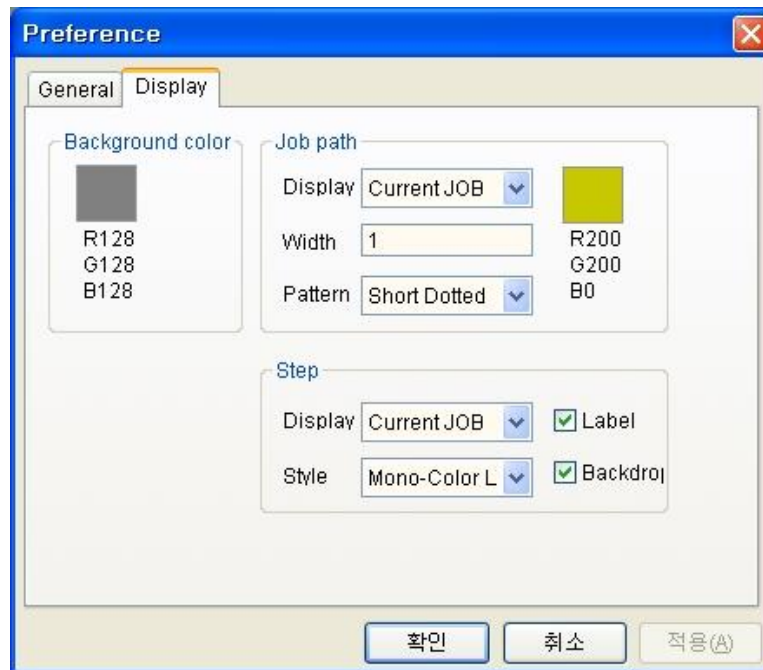 Preference
General Display
Background color
R128
G128
B128
Job path
Display Current JOB
Width 1
Pattern Short Dotted
R200
G200
B0
Step
Display Current JOB Label
Style Mono-Color L Backdrop
확인 취소 적용(A)